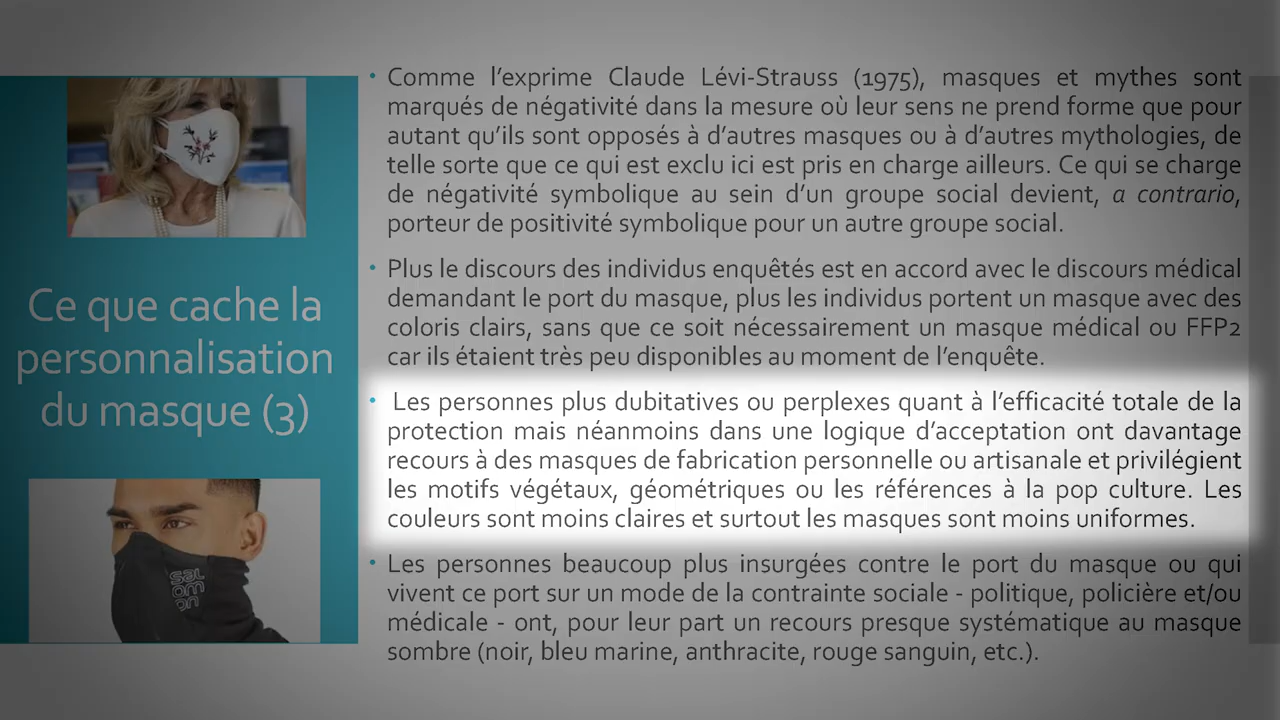 Ce que cache la
personnalisation
du masque (3)
sal
om
on
• Comme l'exprime Claude Lévi-Strauss (1975), masques et mythes sont
marqués de négativité dans la mesure où leur sens ne prend forme que pour
autant qu'ils sont opposés à d'autres masques ou à d'autres mythologies, de
telle sorte que ce qui est exclu ici est pris en charge ailleurs. Ce qui se charge
de négativité symbolique au sein d'un groupe social devient, a contrario,
porteur de positivité symbolique pour un autre groupe social.
• Plus le discours des individus enquêtés est en accord avec le discours médical
demandant le port du masque, plus les individus portent un masque avec des
coloris clairs, sans que ce soit nécessairement un masque médical ou FFP2
car ils étaient très peu disponibles au moment de l'enquête.
• Les personnes plus dubitatives ou perplexes quant à l'efficacité totale de la
protection mais néanmoins dans une logique d'acceptation ont davantage
recours à des masques de fabrication personnelle ou artisanale et privilégient
les motifs végétaux, géométriques ou les références à la pop culture. Les
couleurs sont moins claires et surtout les masques sont moins uniformes.
• Les personnes beaucoup plus insurgées contre le port du masque ou qui
vivent ce port sur un mode de la contrainte sociale - politique, policière et/ou
médicale - ont, pour leur part un recours presque systématique au masque
sombre (noir, bleu marine, anthracite, rouge sanguin, etc.).